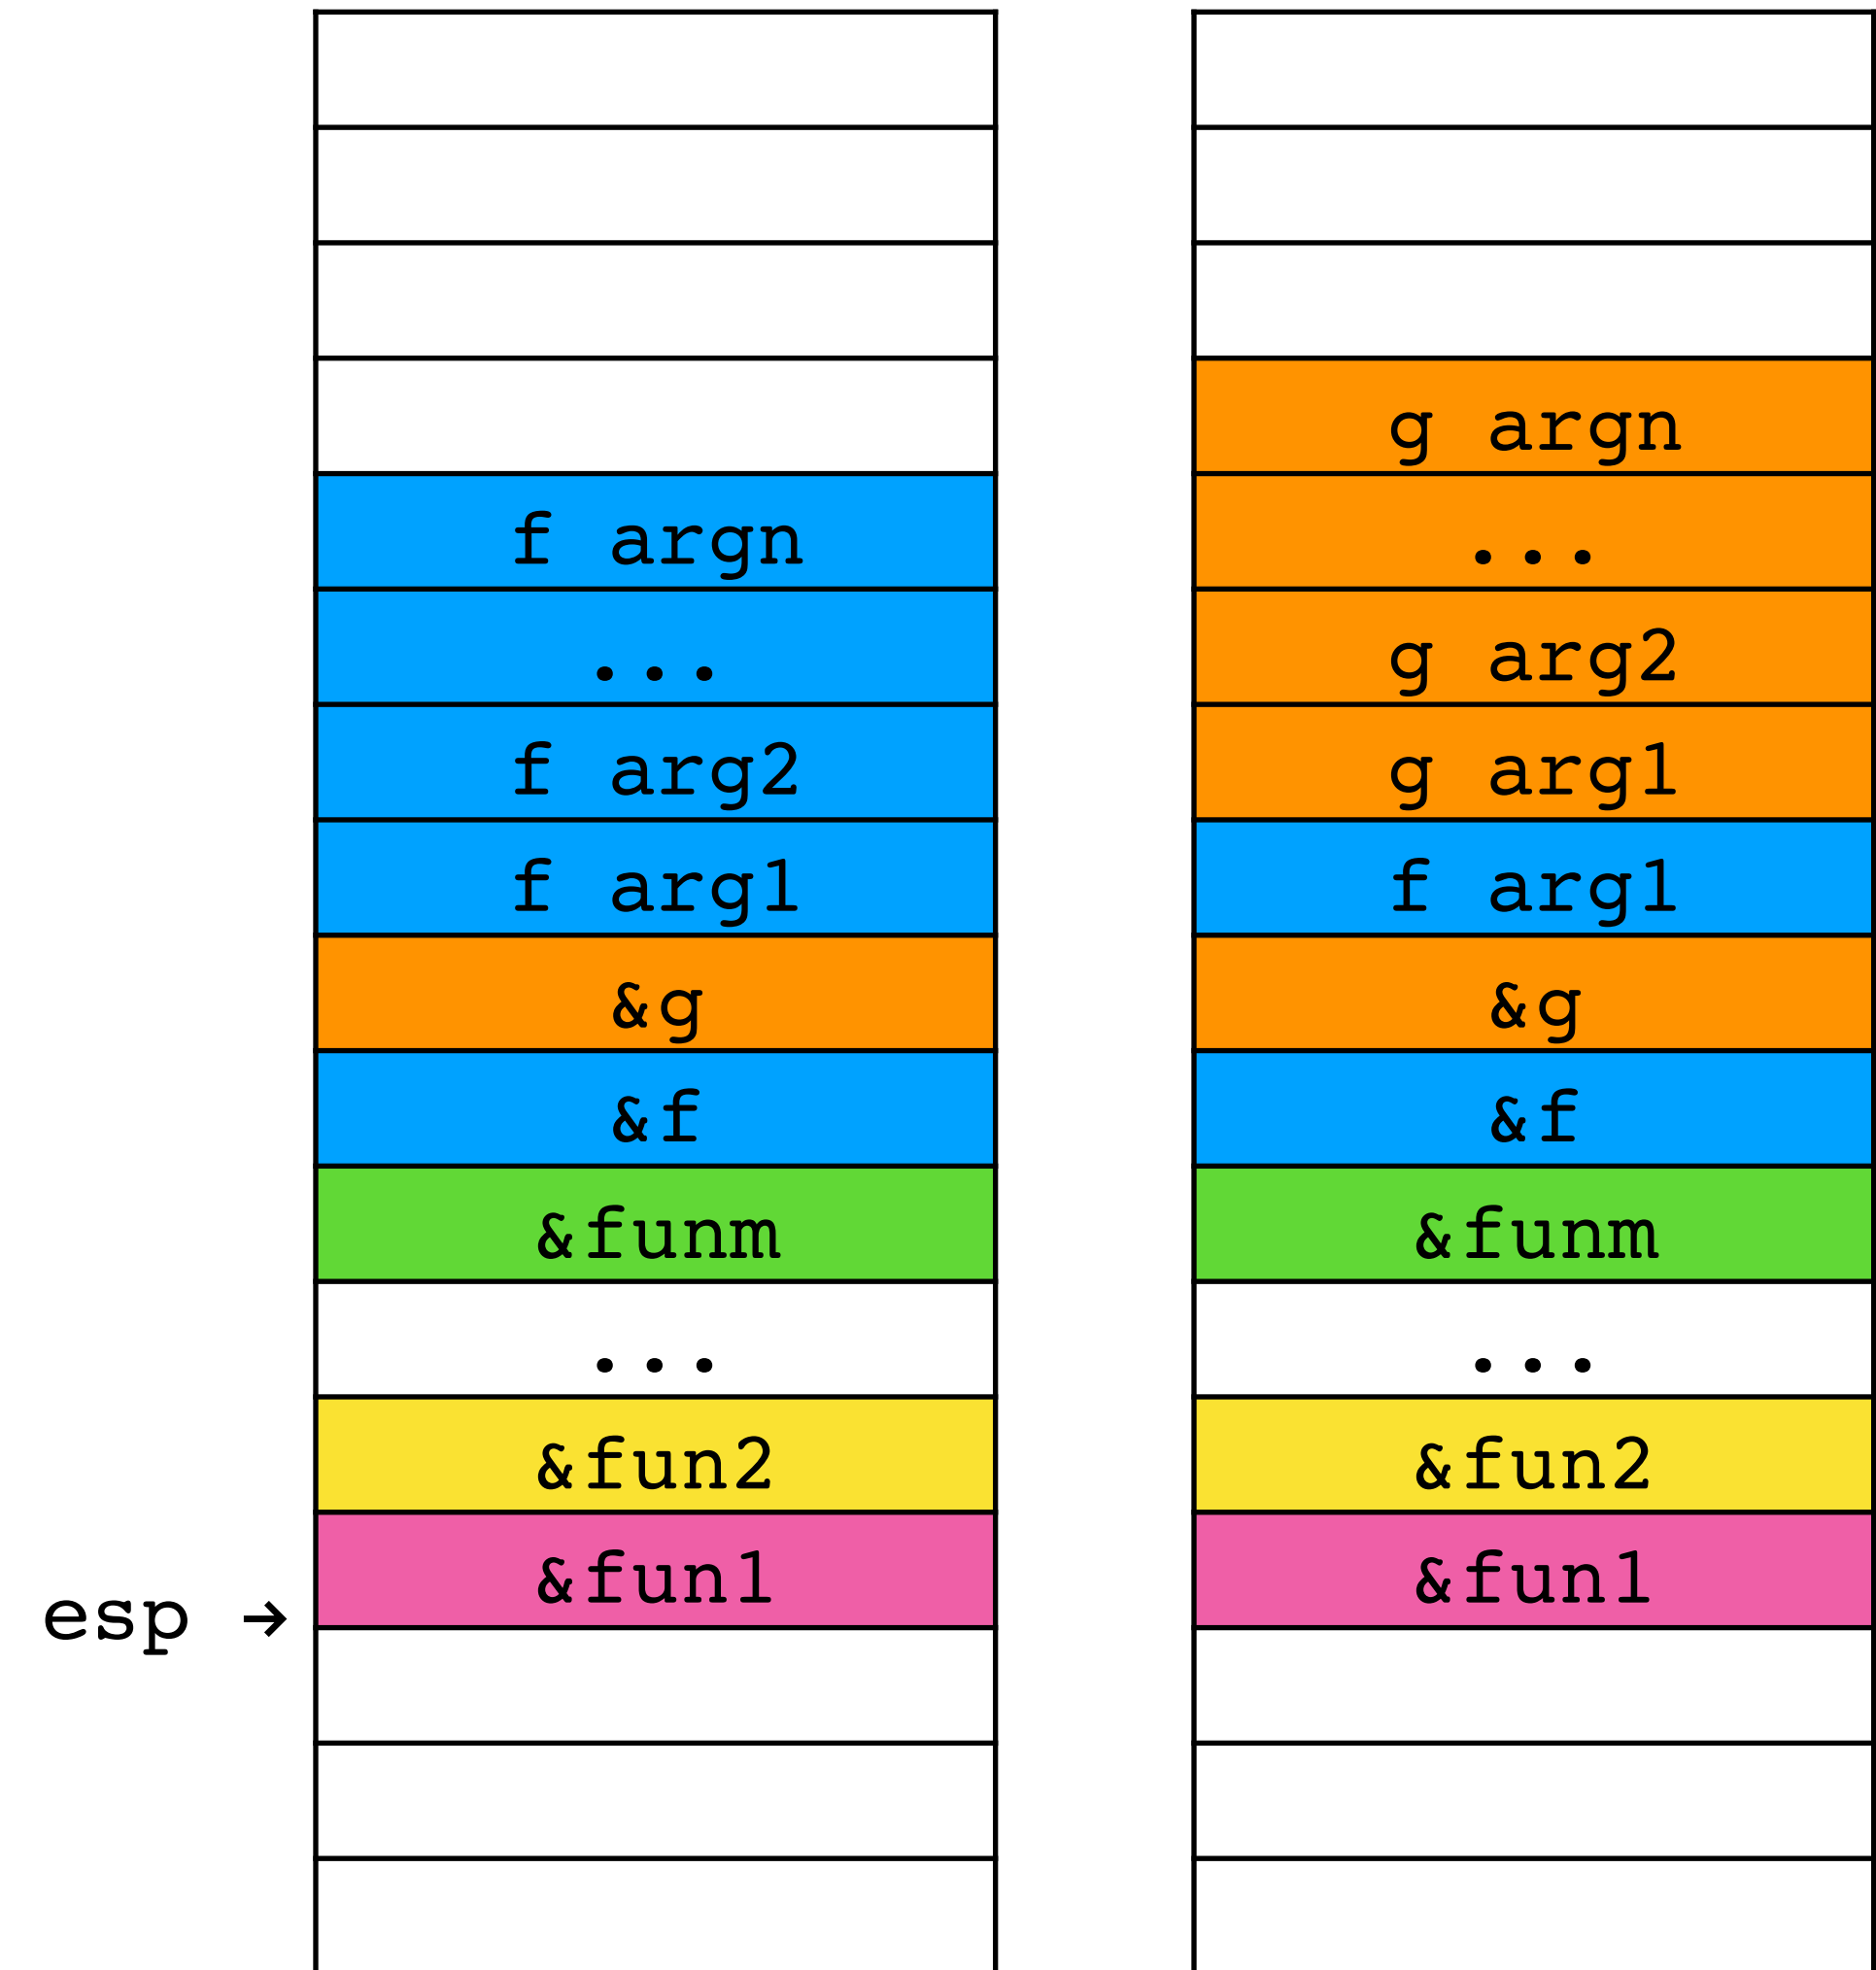 f argn
...
f arg2
f arg1
&g
&f
&funm
...
&fun2
&fun1
esp →
g argn
...
g arg2
g arg1
f arg1
&g
&f
&funm
...
&fun2
&fun1